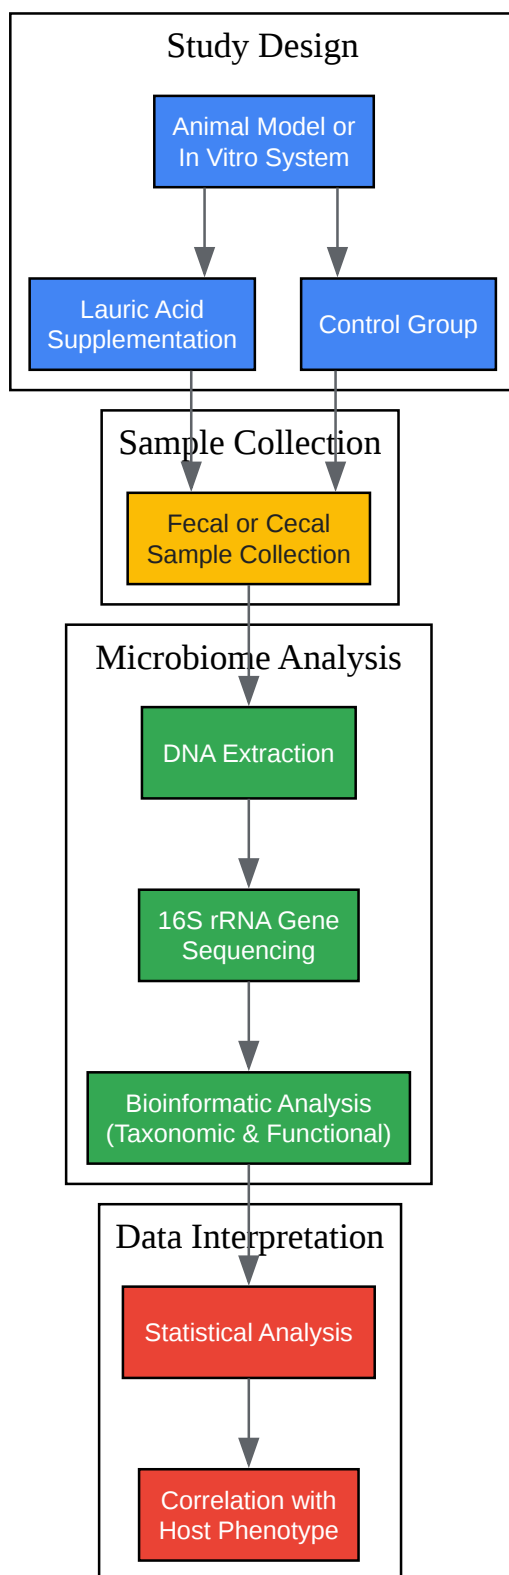 Study Design
Animal Model or
In Vitro System
Lauric Acid
Supplementation
Control Group
Sample Collection
Fecal or Cecal
Sample Collection
Microbiome Analysis
DNA Extraction
16S rRNA Gene
Sequencing
Bioinformatic Analysis
(Taxonomic & Functional)
Data Interpretation
Statistical Analysis
Correlation with
Host Phenotype